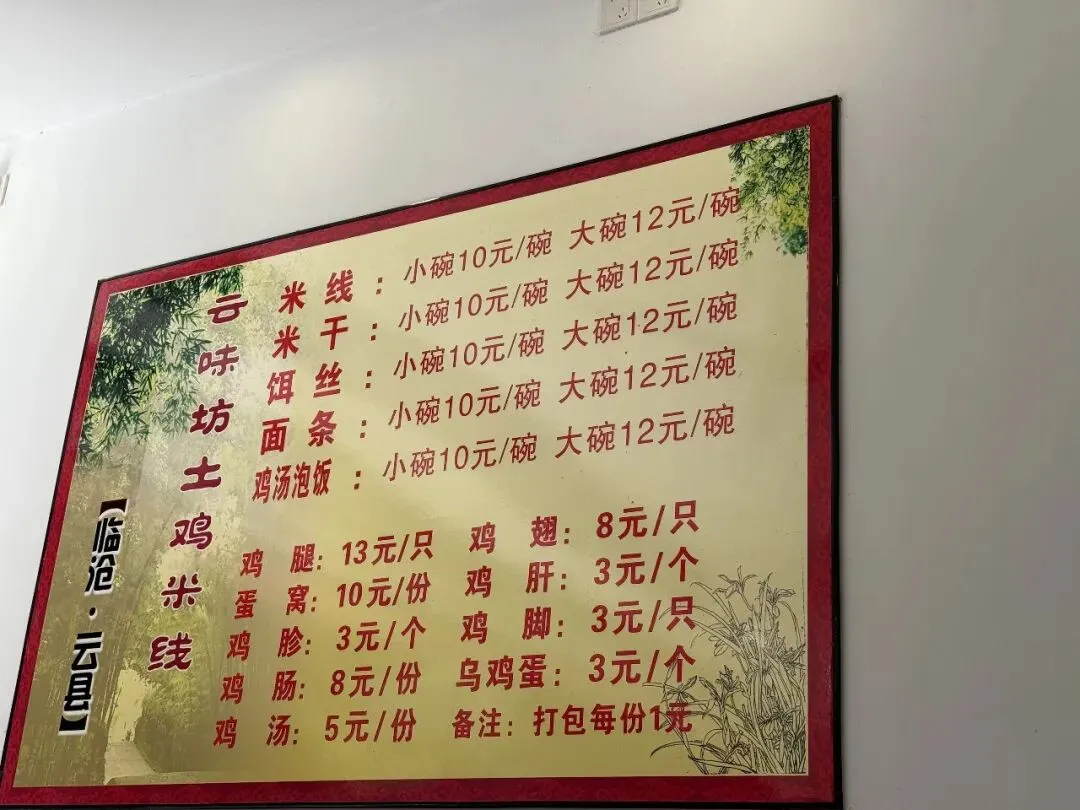 【临沧·云县】
云味坊土鸡米线
米线：小碗10元/碗 大碗12元/碗
米干：小碗10元/碗 大碗12元/碗
饵丝：小碗10元/碗 大碗12元/碗
面条：小碗10元/碗 大碗12元/碗
鸡汤泡饭：小碗10元/碗 大碗12元/碗
鸡腿：13元/只 鸡翅：8元/只
蛋窝：10元/份 鸡肝：3元/个
鸡胗：3元/个 鸡脚：3元/只
鸡肠：8元/份 乌鸡蛋：3元/个
鸡汤：5元/份 备注：打包每份1元